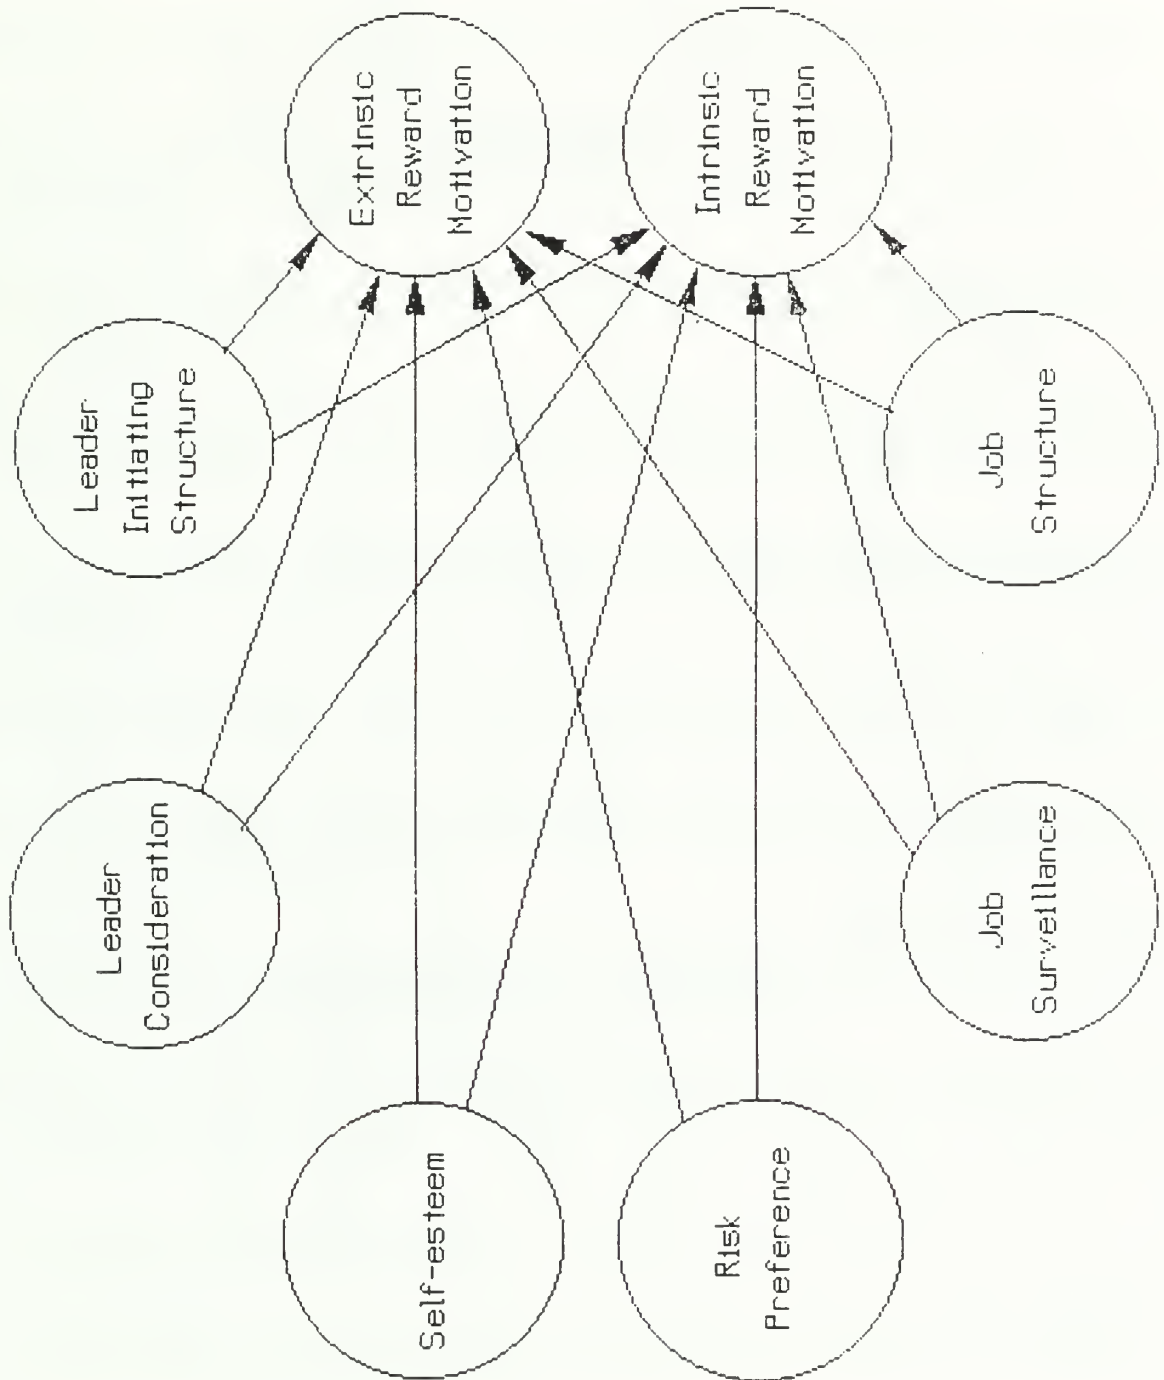 Leader
Consideration
Leader
Initiating
Structure
Self-esteem
Extrinsic
Reward
Motivation
Risk
Preference
Intrinsic
Reward
Motivation
Job
Surveillance
Job
Structure